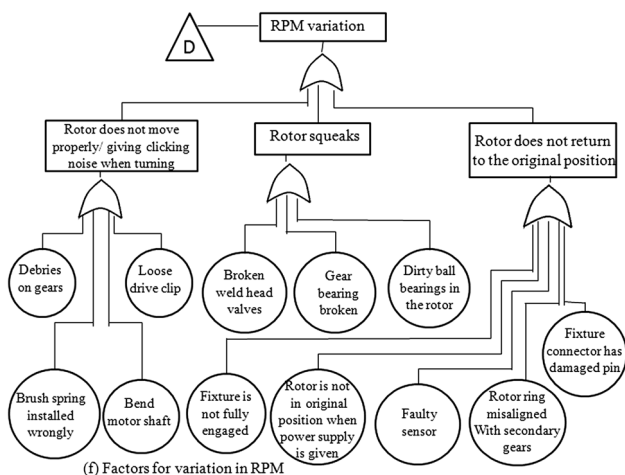 RPM variation
D
Rotor does not move
properly/ giving clicking
noise when turning
Rotor squeaks
Rotor does not return
to the original position
Debries
on gears
Loose
drive clip
Broken
weld head
valves
Gear
bearing
broken
Dirty ball
bearings in
the rotor
Fixture
connector has
damaged pin
Brush spring
installed
wrongly
Bend
motor shaft
Fixture is
not fully
engaged
Rotor is not
in original
position when
power supply
is given
Faulty
sensor
Rotor ring
misaligned
With secondary
gears
(f) Factors for variation in RPM